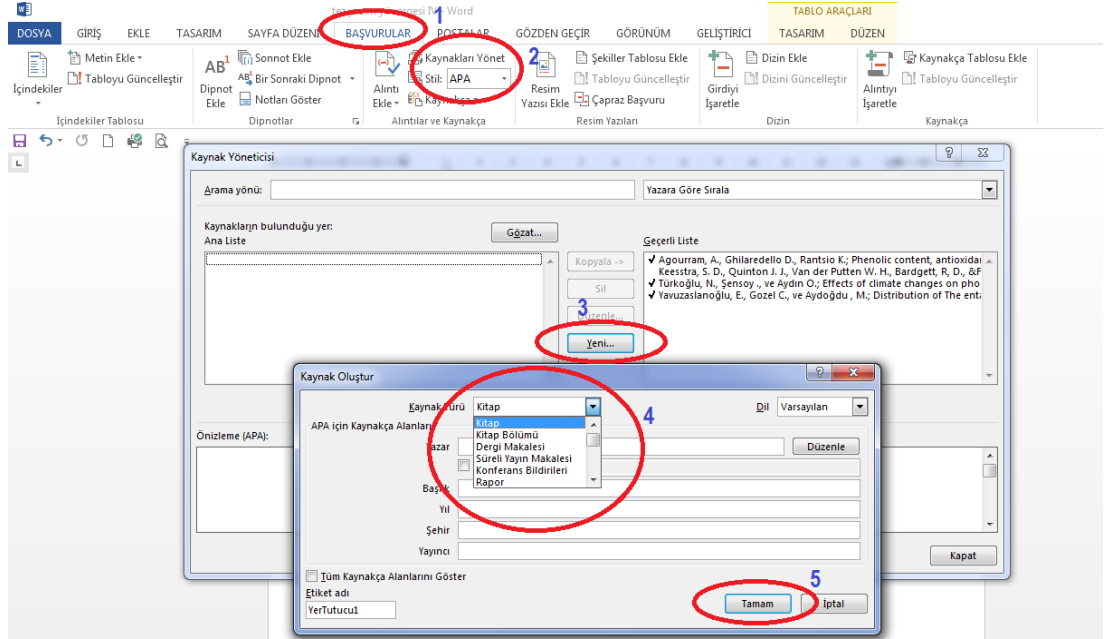 Word
TABLO ARAÇLARI
1
DOSYA GİRİŞ EKLE TASARIM SAYFA DÜZENİ BAŞVURULAR POSTALAR GÖZDEN GEÇİR GÖRÜNÜM GELİŞTİRİCİ TASARIM DÜZEN
2
İçindekiler
Metin Ekle
Tabloyu Güncelleştir
İçindekiler Tablosu
AB1
Dipnot Ekle
Sonnot Ekle
Bir Sonraki Dipnot
Notları Göster
Dipnotlar
Alıntı Ekle
Kaynakları Yönet
Stil: APA
Alıntılar ve Kaynakça
Resim Yazısı Ekle
Şekiller Tablosu Ekle
Tabloyu Güncelleştir
Çapraz Başvuru
Resim Yazıları
Girdiyi İşaretle
Dizin Ekle
Dizini Güncelleştir
Dizin
Alıntıyı İşaretle
Kaynakça Tablosu Ekle
Tabloyu Güncelleştir
Kaynakça
Kaynak Yöneticisi
Arama yönü:
Yazara Göre Sırala
Kaynakların bulunduğu yer:
Ana Liste
Gözat...
Geçerli Liste
Kopyala ->
Sil
Düzenle...
3
Yeni...
Agourram, A., Ghilaredello D., Rantsio K.; Phenolic content, antioxidan
Keesstra, S. D., Quinton J. J., Van der Putten W. H., Bardgett, R, D., &F
Türkoğlu, N., Şensoy ., ve Aydın O.; Effects of climate changes on pho
Yavuzaslanoğlu, E., Gozel C., ve Aydoğdu , M.; Distribution of The enta
Önizleme (APA):
Kapat
Kaynak Oluştur
Kaynak Türü Kitap
4
Dil Varsayılan
APA için Kaynakça Alanları
Kitap
Kitap Bölümü
Dergi Makalesi
Süreli Yayın Makalesi
Konferans Bildirileri
Rapor
Yazar
Düzenle
Başlık
Yıl
Şehir
Yayıncı
Tüm Kaynakça Alanlarını Göster
Etiket adı
YerTutucu1
5
Tamam İptal